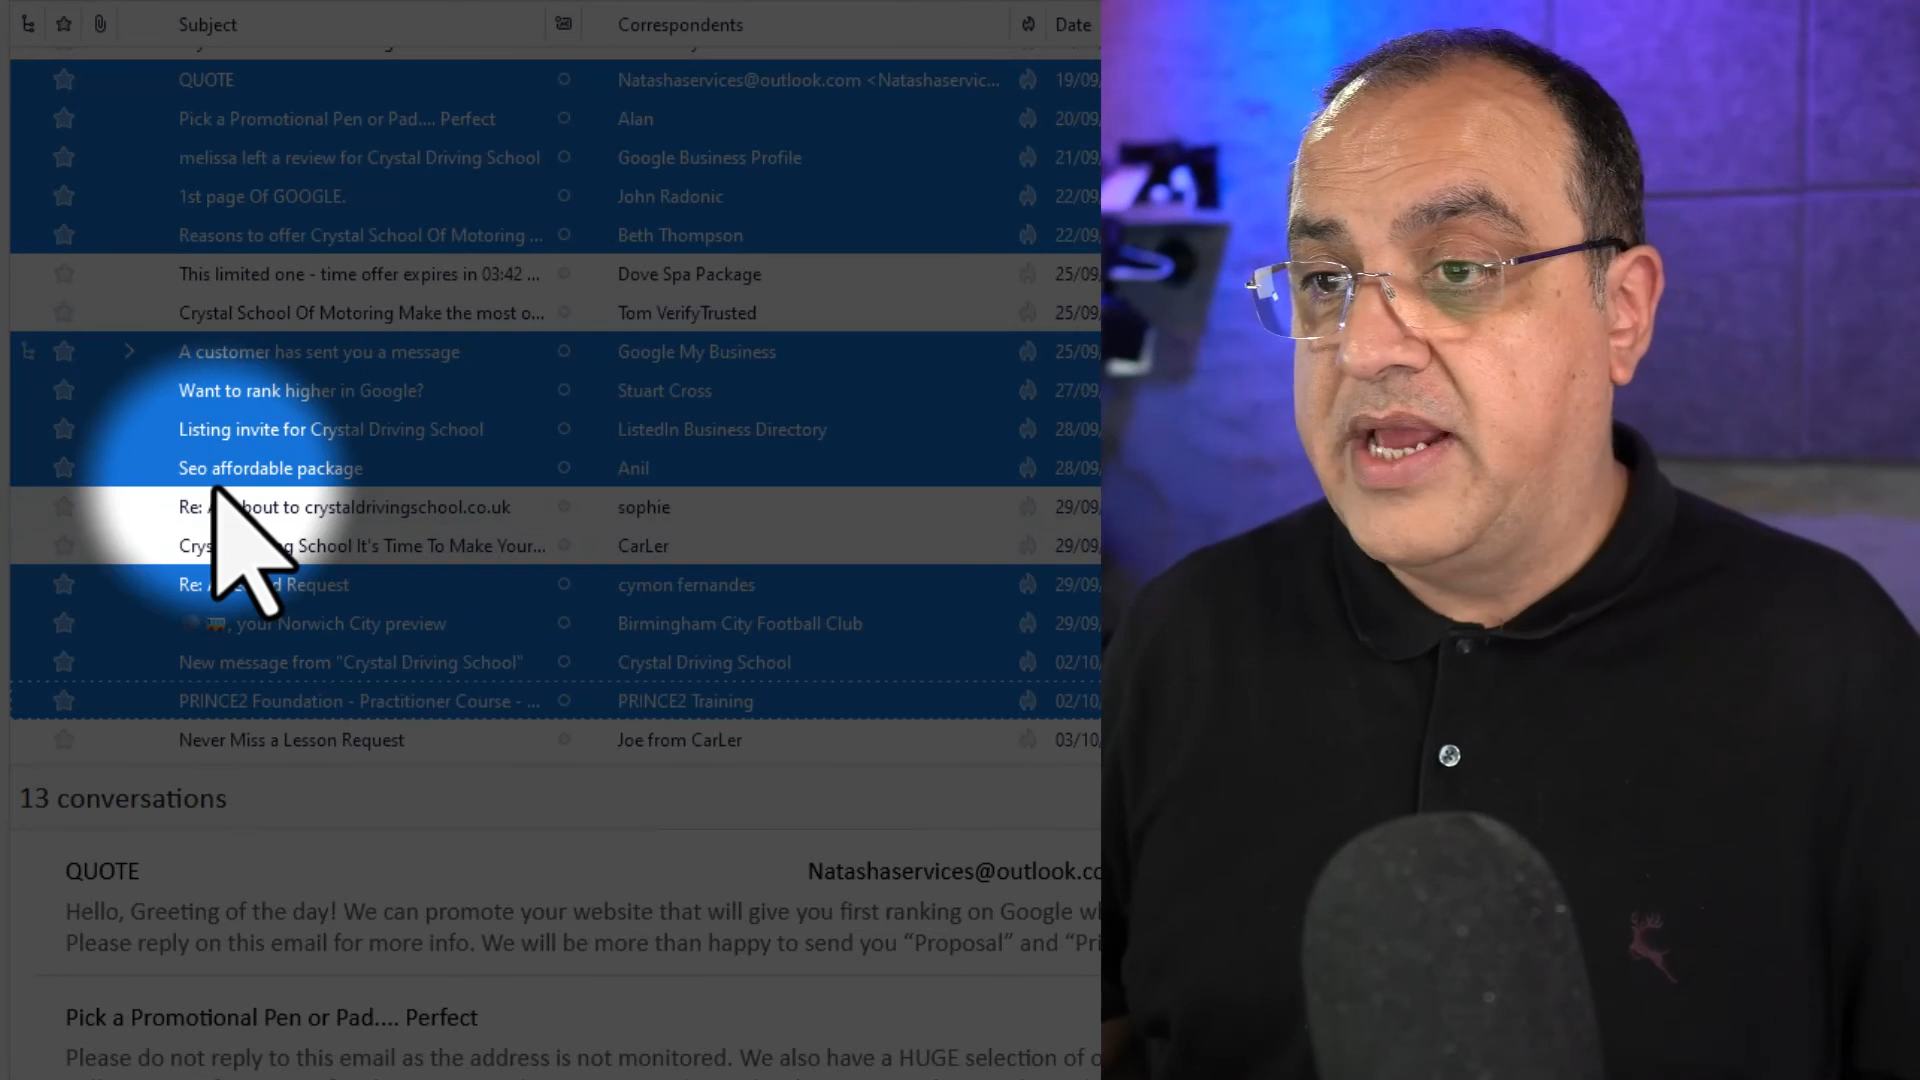 Subject Correspondents Date
QUOTE Natashaservices@outlook.com <Natashaservic... 19/09
Pick a Promotional Pen or Pad.... Perfect Alan 20/09
melissa left a review for Crystal Driving School Google Business Profile 21/09
1st page Of GOOGLE. John Radonic 22/09
Reasons to offer Crystal School Of Motoring ... Beth Thompson 22/09
This limited one - time offer expires in 03:42 ... Dove Spa Package 25/09
Crystal School Of Motoring Make the most o... Tom VerifyTrusted 25/09
A customer has sent you a message Google My Business 25/09
Want to rank higher in Google? Stuart Cross 27/09
Listing invite for Crystal Driving School ListedIn Business Directory 28/09
Seo affordable package Anil 28/09
Re: bout to crystaldrivingschool.co.uk sophie 29/09
Crys g School It's Time To Make Your... CarLer 29/09
Re: d Request cymon fernandes 29/09
, your Norwich City preview Birmingham City Football Club 29/09
New message from "Crystal Driving School" Crystal Driving School 02/10
PRINCE2 Foundation - Practitioner Course - ... PRINCE2 Training 02/10
Never Miss a Lesson Request Joe from CarLer 03/10
13 conversations
QUOTE Natashaservices@outlook.co
Hello, Greeting of the day! We can promote your website that will give you first ranking on Google wh
Please reply on this email for more info. We will be more than happy to send you “Proposal” and “Pri
Pick a Promotional Pen or Pad.... Perfect
Please do not reply to this email as the address is not monitored. We also have a HUGE selection of o